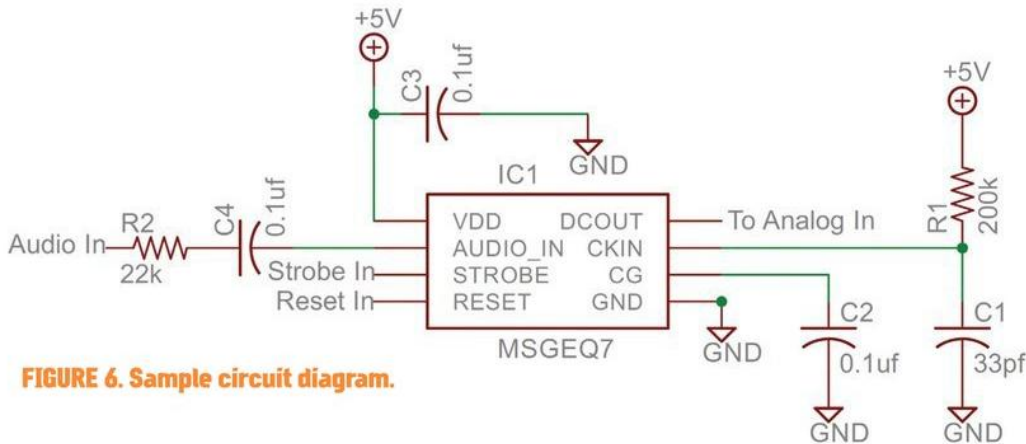 +5V
C3
0.1uf
GND
+5V
R1
200k
IC1
VDD DCOUT
To Analog In
Audio In
R2
22k
C4
0.1uf
AUDIO_IN CKIN
Strobe In
STROBE CG
Reset In
RESET GND
MSGEQ7
GND
C2
0.1uf
GND
C1
33pf
GND
FIGURE 6. Sample circuit diagram.